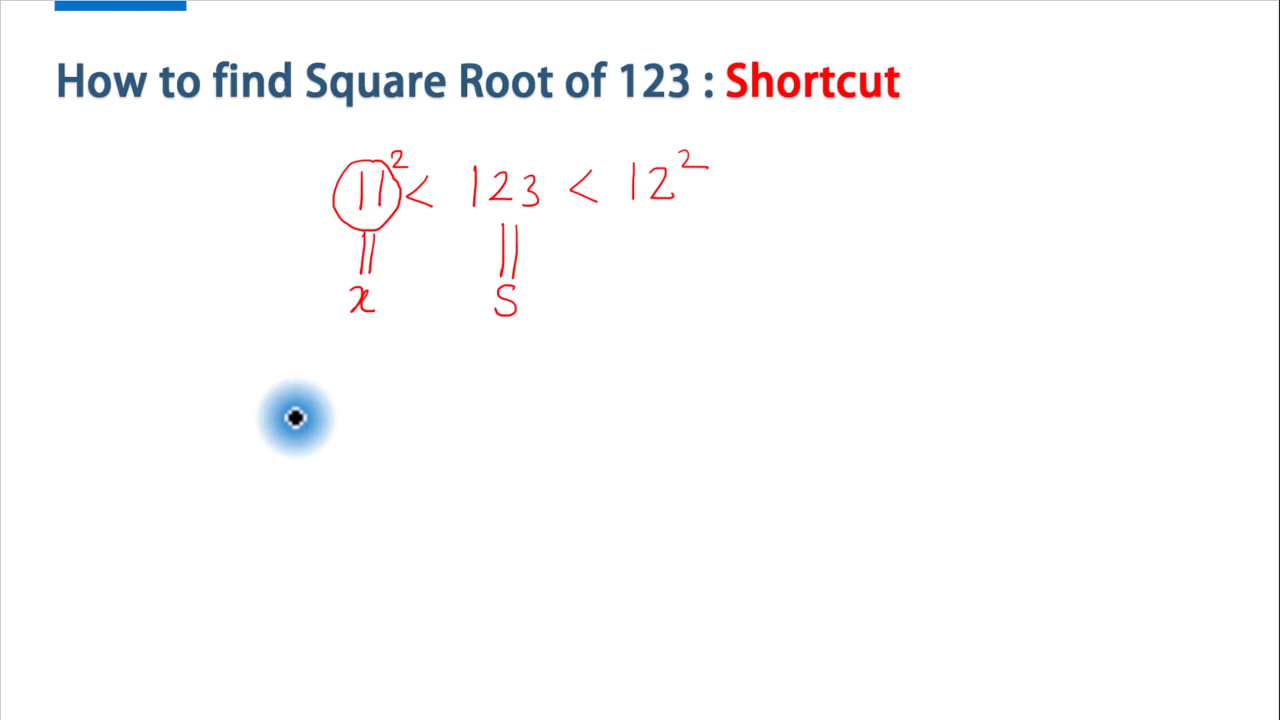 How to find Square Root of 123 : Shortcut
11² < 123 < 12²
|| ||
x S